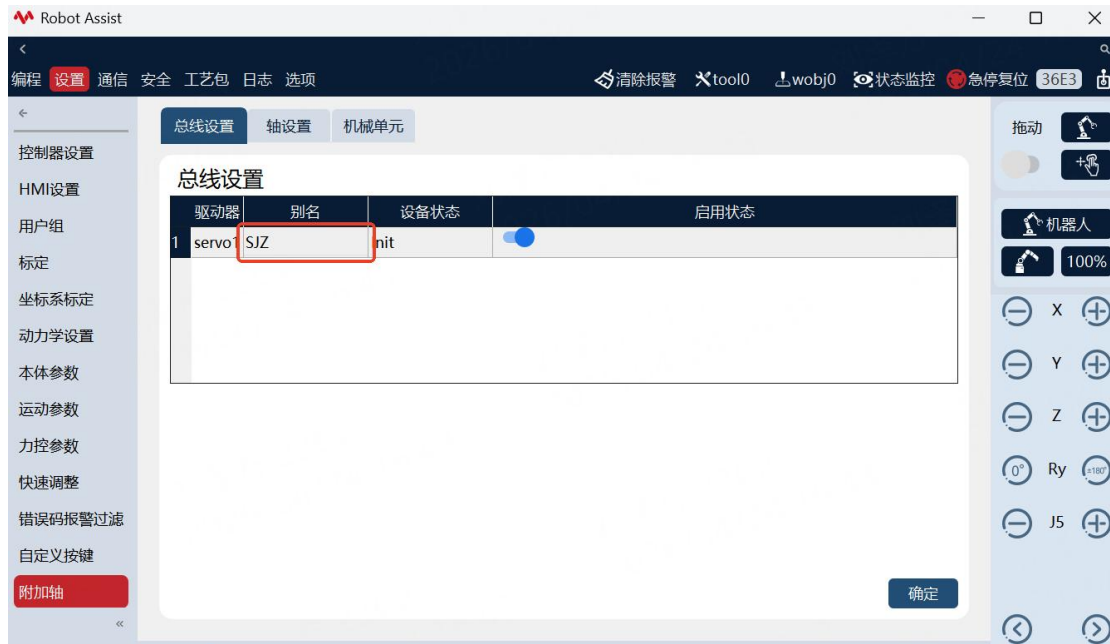 Robot Assist
编程 设置 通信 安全 工艺包 日志 选项 清除报警 tool0 wobj0 状态监控 急停复位 36E3
总线设置 轴设置 机械单元
控制器设置
HMI设置
用户组
标定
坐标系标定
动力学设置
本体参数
运动参数
力控参数
快速调整
错误码报警过滤
自定义按键
附加轴
总线设置
驱动器 别名 设备状态 启用状态
1 servo1 SJZ init
确定
拖动
机器人
100%
X
Y
Z
0° Ry ±180°
J5